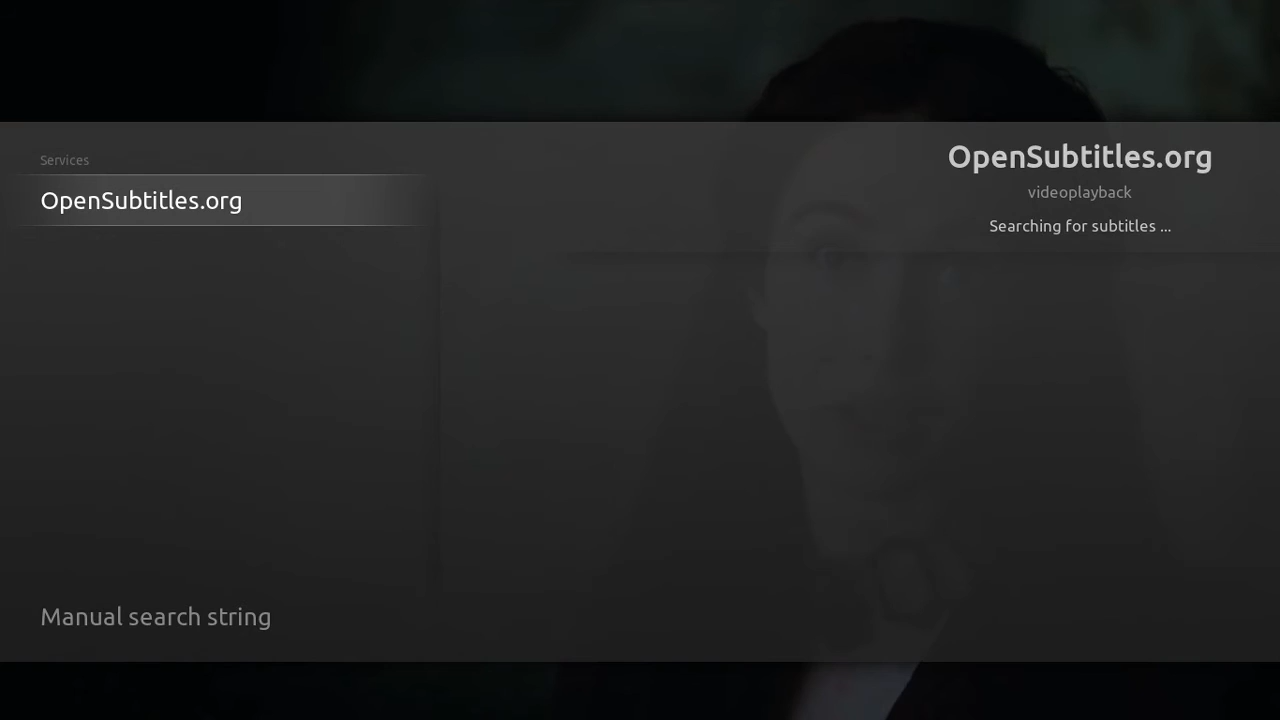 Services
OpenSubtitles.org
OpenSubtitles.org
videoplayback
Searching for subtitles ...
Manual search string